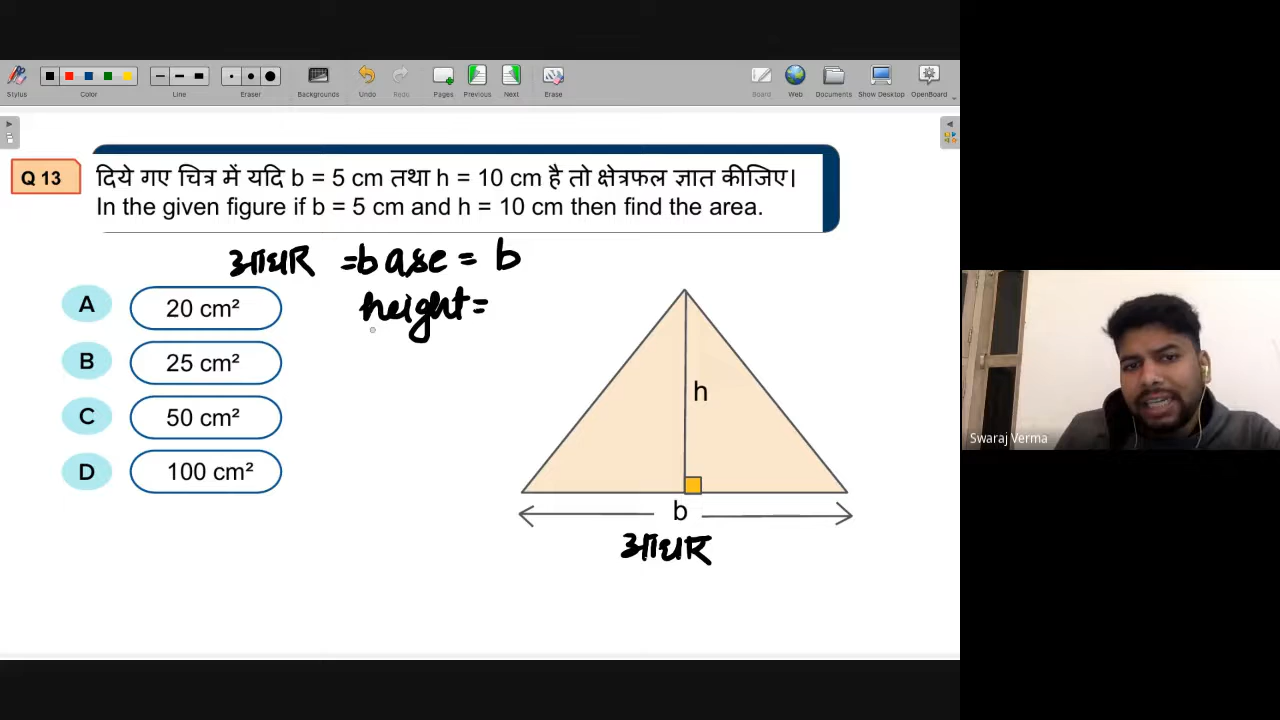 Stylus Color Line Eraser Backgrounds Undo Redo Pages Previous Next Erase Board Web Documents Show Desktop OpenBoard
Q 13
दिये गए चित्र में यदि b = 5 cm तथा h = 10 cm है तो क्षेत्रफल ज्ञात कीजिए।
In the given figure if b = 5 cm and h = 10 cm then find the area.
आधार = base = b
height =
A 20 cm²
B 25 cm²
C 50 cm²
D 100 cm²
h
b
आधार
Swaraj Verma